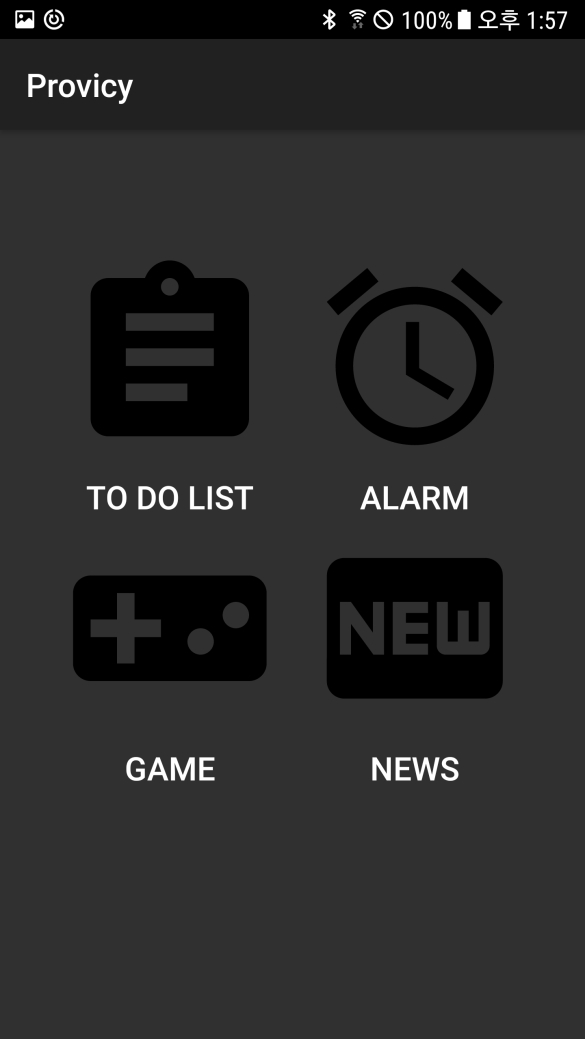 100% 오후 1:57
Provicy
TO DO LIST
ALARM
NEW
GAME
NEWS